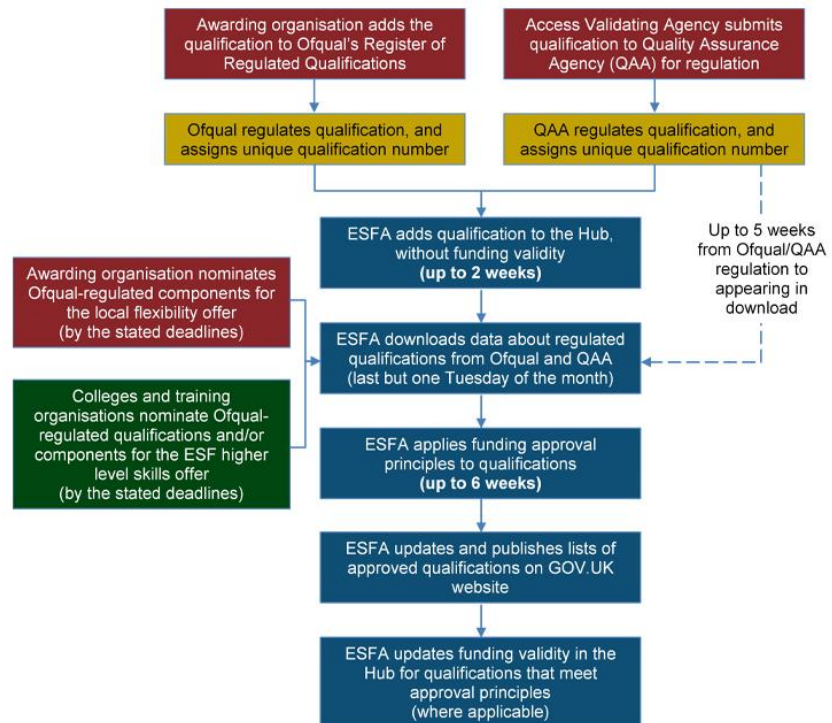 Awarding organisation adds the
qualification to Ofqual's Register of
Regulated Qualifications
Access Validating Agency submits
qualification to Quality Assurance
Agency (QAA) for regulation
Ofqual regulates qualification, and
assigns unique qualification number
QAA regulates qualification, and
assigns unique qualification number
ESFA adds qualification to the Hub,
without funding validity
(up to 2 weeks)
Up to 5 weeks
from Ofqual/QAA
regulation to
appearing in
download
Awarding organisation nominates
Ofqual-regulated components for
the local flexibility offer
(by the stated deadlines)
ESFA downloads data about regulated
qualifications from Ofqual and QAA
(last but one Tuesday of the month)
Colleges and training
organisations nominate Ofqual-
regulated qualifications and/or
components for the ESF higher
level skills offer
(by the stated deadlines)
ESFA applies funding approval
principles to qualifications
(up to 6 weeks)
ESFA updates and publishes lists of
approved qualifications on GOV.UK
website
ESFA updates funding validity in the
Hub for qualifications that meet
approval principles
(where applicable)